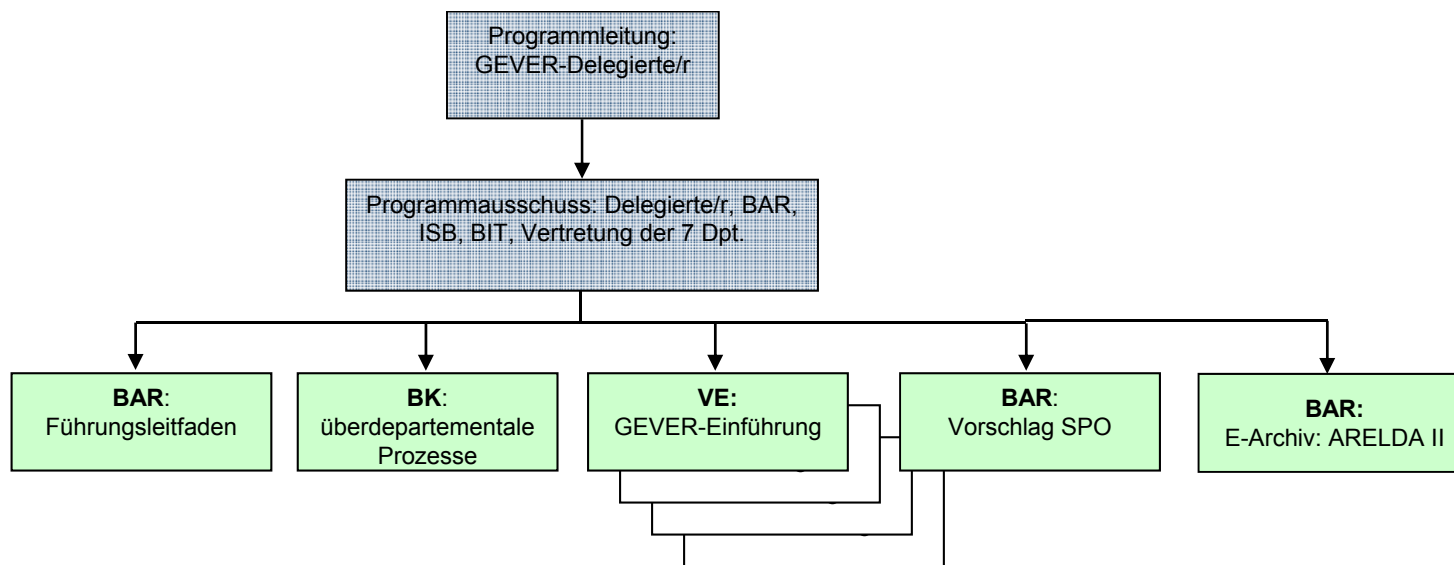 Programmleitung:
GEVER-Delegierte/r
Programmausschuss: Delegierte/r, BAR,
ISB, BIT, Vertretung der 7 Dpt.
BAR:
Führungsleitfaden
BK:
überdepartementale
Prozesse
VE:
GEVER-Einführung
BAR:
Vorschlag SPO
BAR:
E-Archiv: ARELDA II